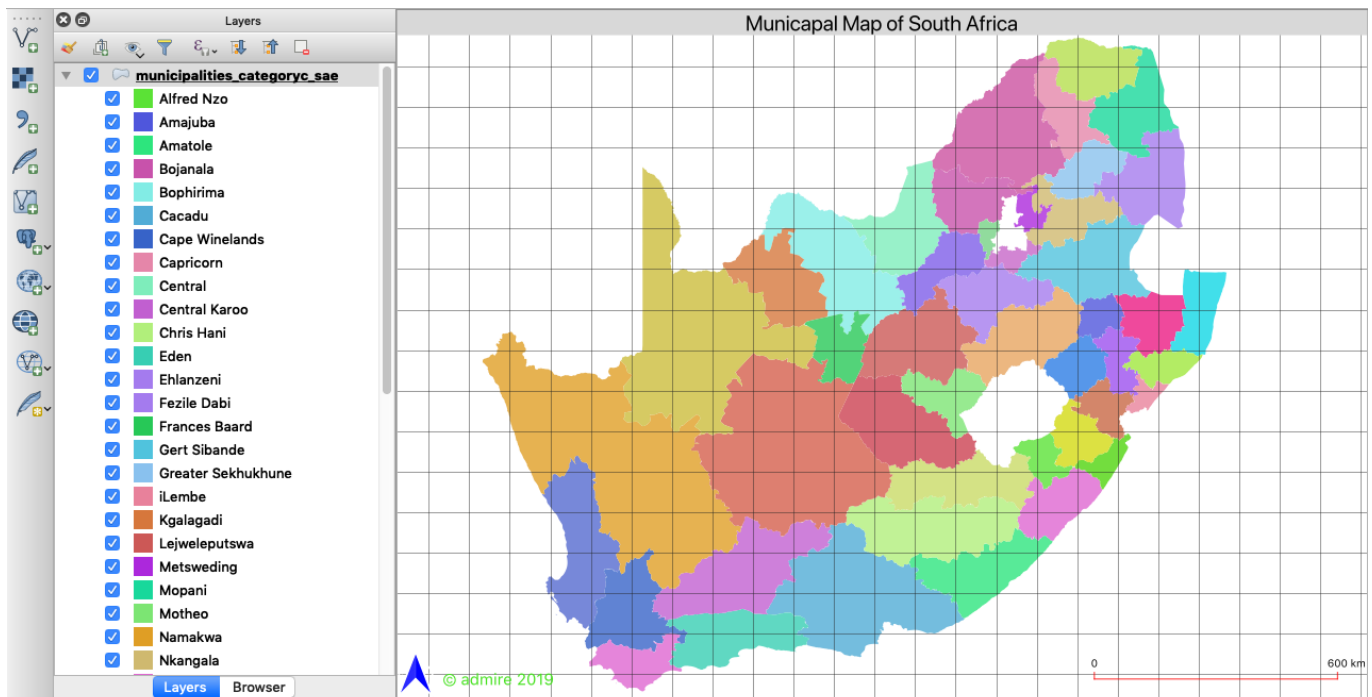 Layers
Municapal Map of South Africa
municipalities_categoryc_sae
Alfred Nzo
Amajuba
Amatole
Bojanala
Bophirima
Cacadu
Cape Winelands
Capricorn
Central
Central Karoo
Chris Hani
Eden
Ehlanzeni
Fezile Dabi
Frances Baard
Gert Sibande
Greater Sekhukhune
iLembe
Kgalagadi
Lejweleputswa
Metsweding
Mopani
Motheo
Namakwa
Nkangala
Layers
Browser
© admire 2019
0
600 km